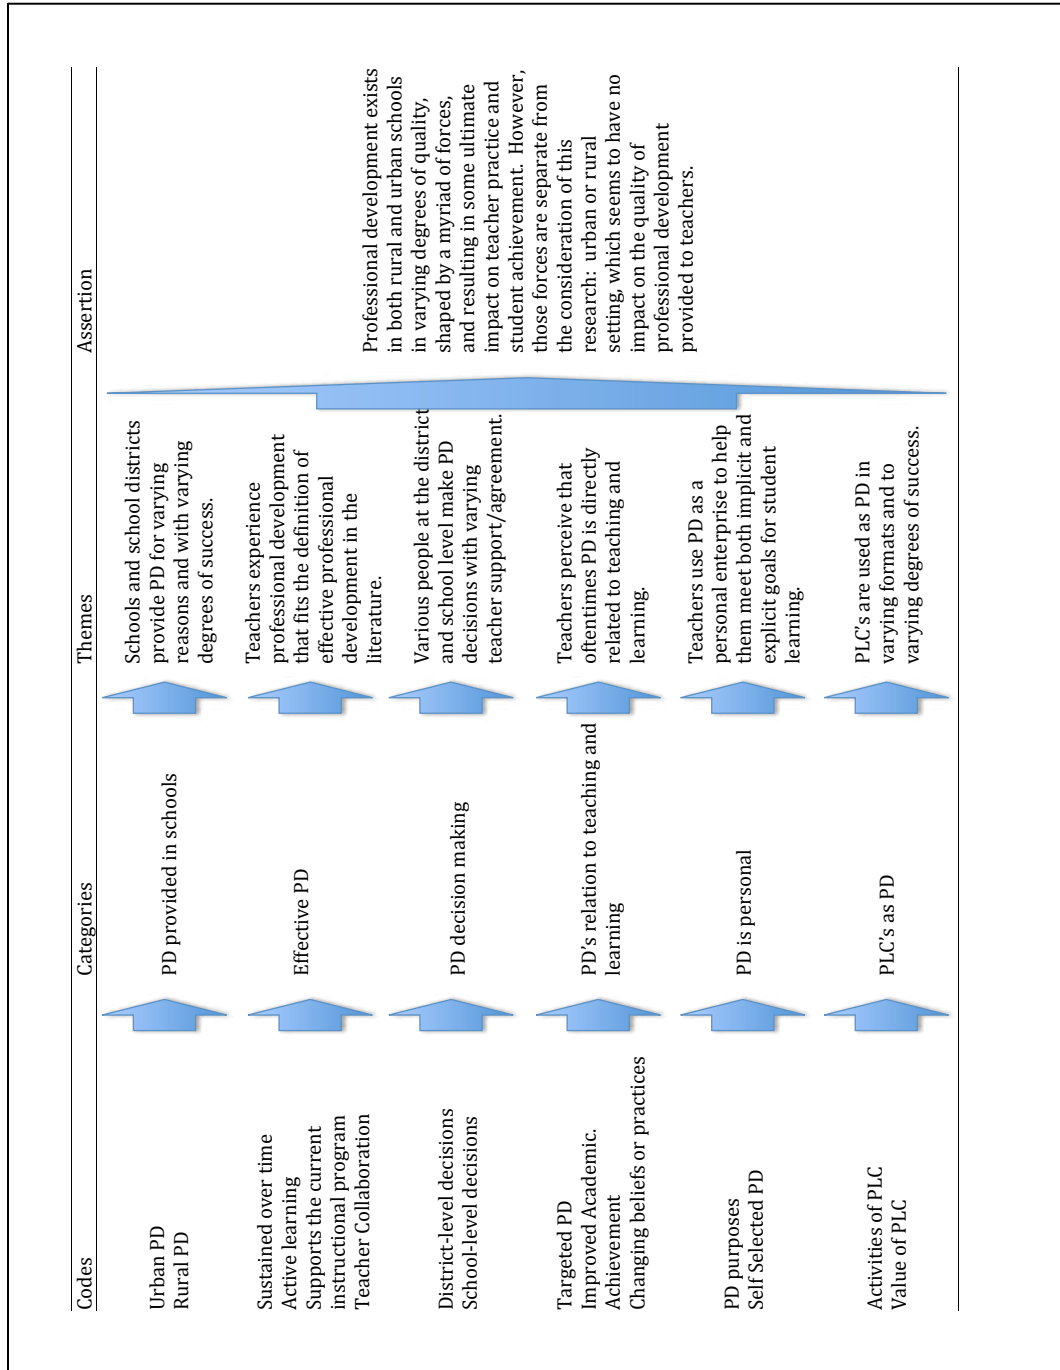 Codes
Categories
Themes
Assertion
Urban PD
Rural PD
PD provided in schools
Schools and school districts
provide PD for varying
reasons and with varying
degrees of success.
Sustained over time
Active learning
Supports the current
instructional program
Teacher Collaboration
Effective PD
Teachers experience
professional development
that fits the definition of
effective professional
development in the
literature.
District-level decisions
School-level decisions
PD decision making
Various people at the district
and school level make PD
decisions with varying
teacher support/agreement.
Targeted PD
Improved Academic.
Achievement
Changing beliefs or practices
PD's relation to teaching and
learning
Teachers perceive that
oftentimes PD is directly
related to teaching and
learning.
PD purposes
Self Selected PD
PD is personal
Teachers use PD as a
personal enterprise to help
them meet both implicit and
explicit goals for student
learning.
Activities of PLC
Value of PLC
PLC's as PD
PLC's are used as PD in
varying formats and to
varying degrees of success.
Professional development exists
in both rural and urban schools
in varying degrees of quality,
shaped by a myriad of forces,
and resulting in some ultimate
impact on teacher practice and
student achievement.  However,
those forces are separate from
the consideration of this
research:  urban or rural
setting, which seems to have no
impact on the quality of
professional development
provided to teachers.